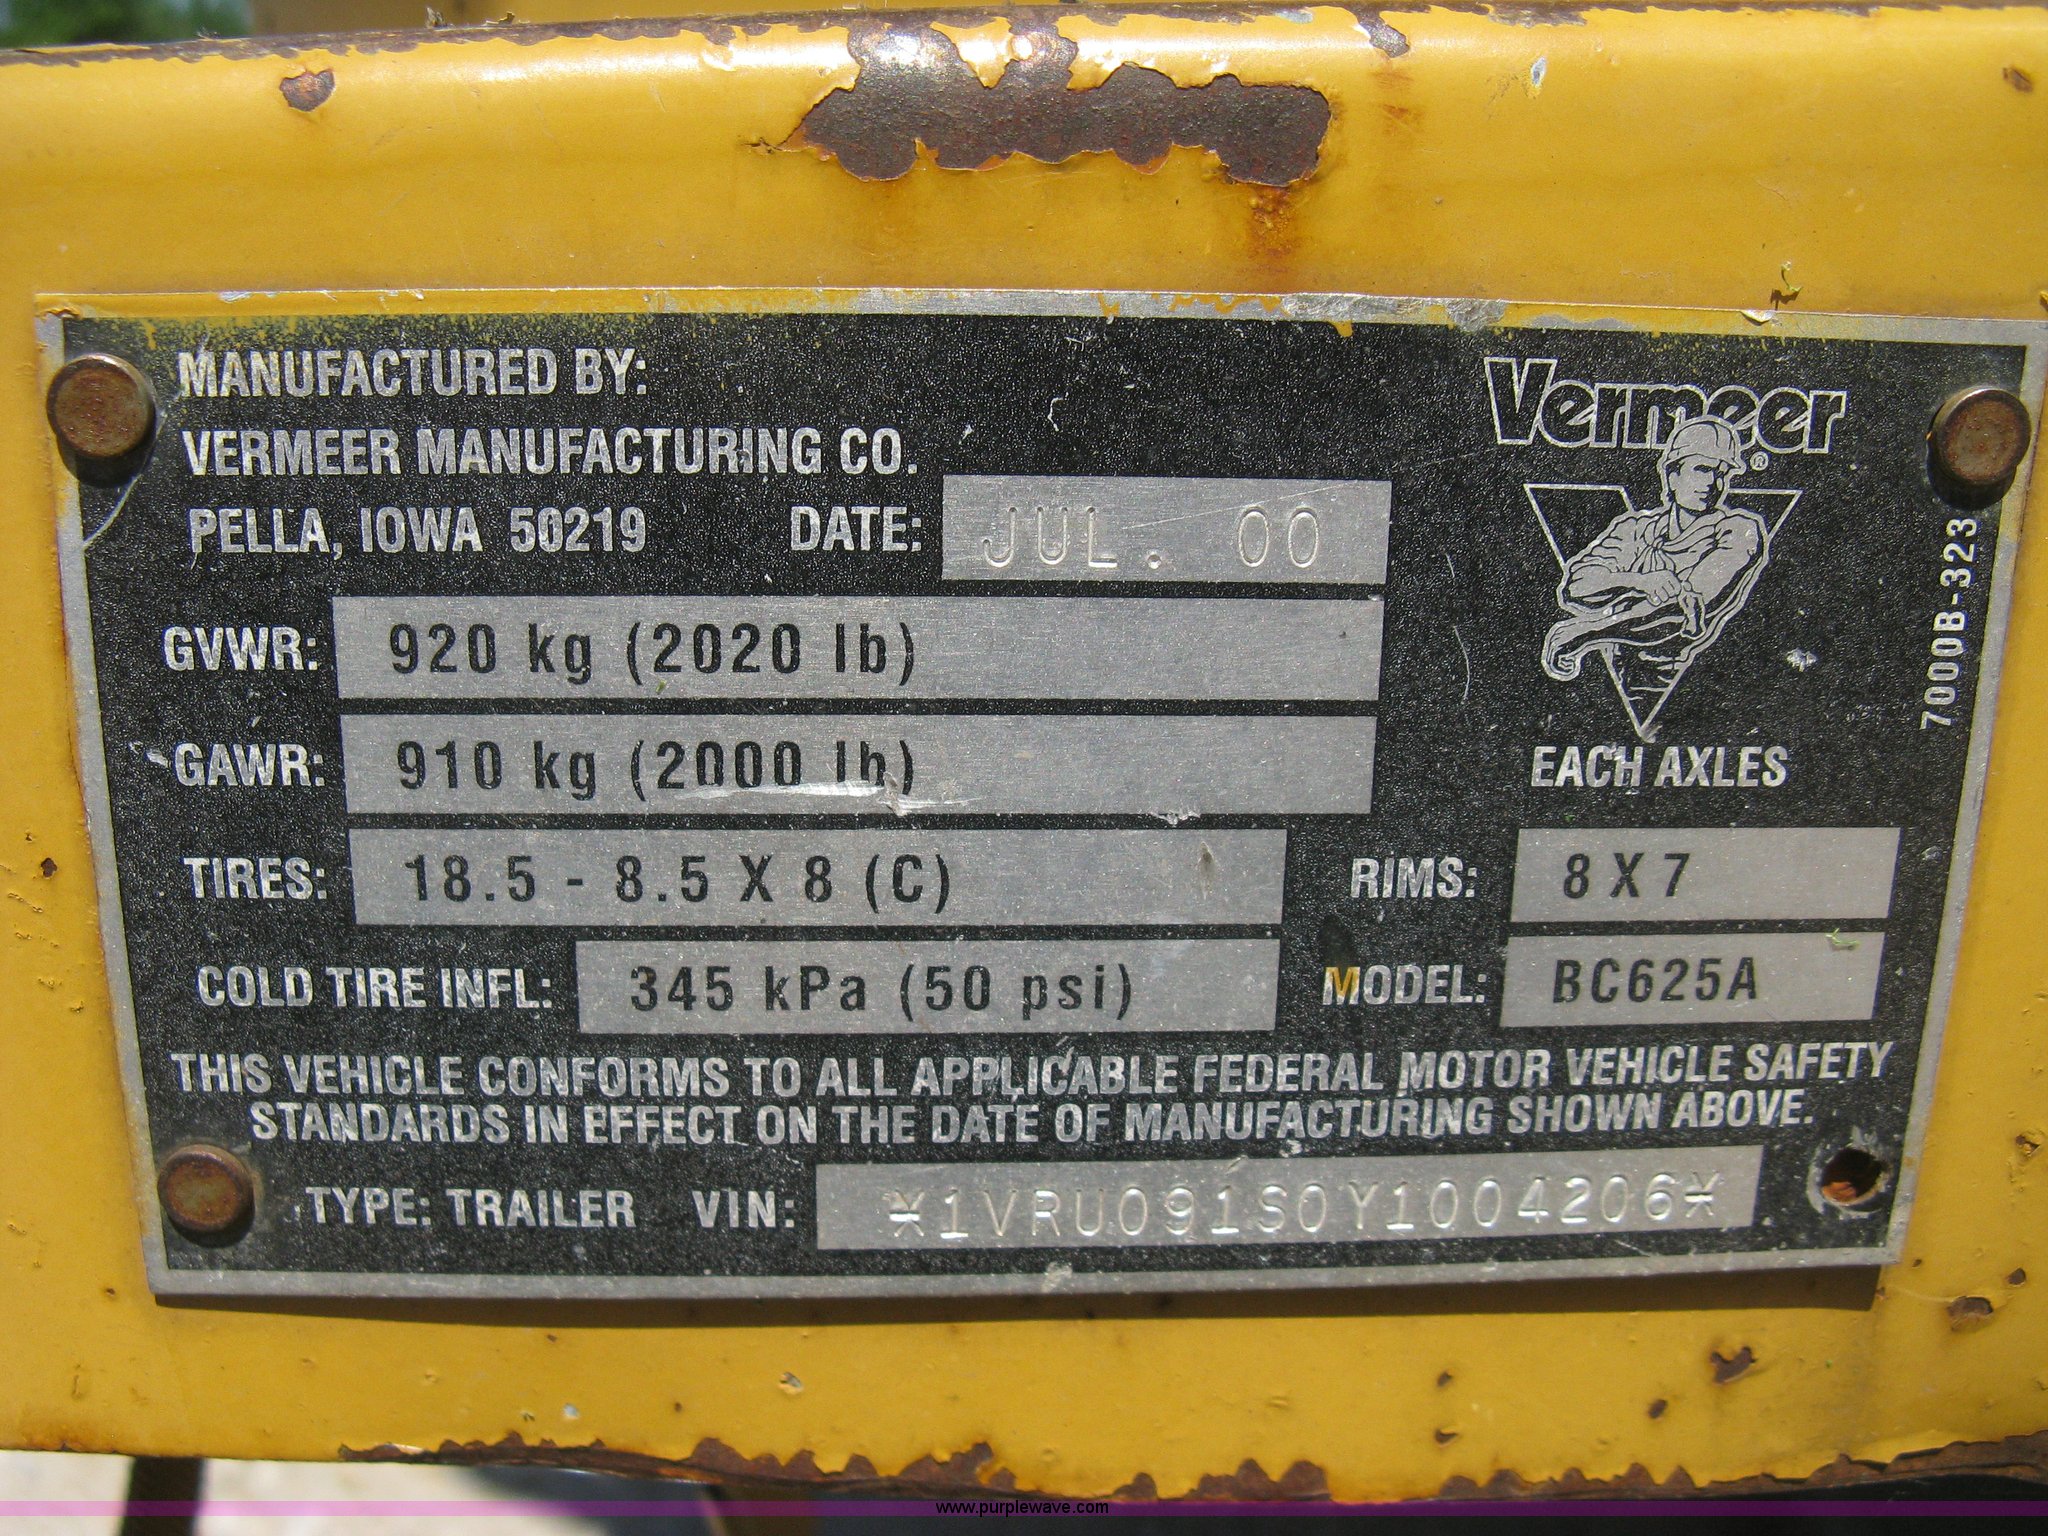 MANUFACTURED BY:
VERMEER MANUFACTURING CO.
PELLA, IOWA 50219 DATE: JUL. 00
Vermeer®
GVWR: 920 kg (2020 lb)
GAWR: 910 kg (2000 lb) EACH AXLES
7000B-323
TIRES: 18.5 - 8.5 X 8 (C) RIMS: 8 X 7
COLD TIRE INFL: 345 kPa (50 psi) MODEL: BC625A
THIS VEHICLE CONFORMS TO ALL APPLICABLE FEDERAL MOTOR VEHICLE SAFETY
STANDARDS IN EFFECT ON THE DATE OF MANUFACTURING SHOWN ABOVE.
TYPE: TRAILER VIN: *1VRU091S0Y1004206*
www.purplewave.com